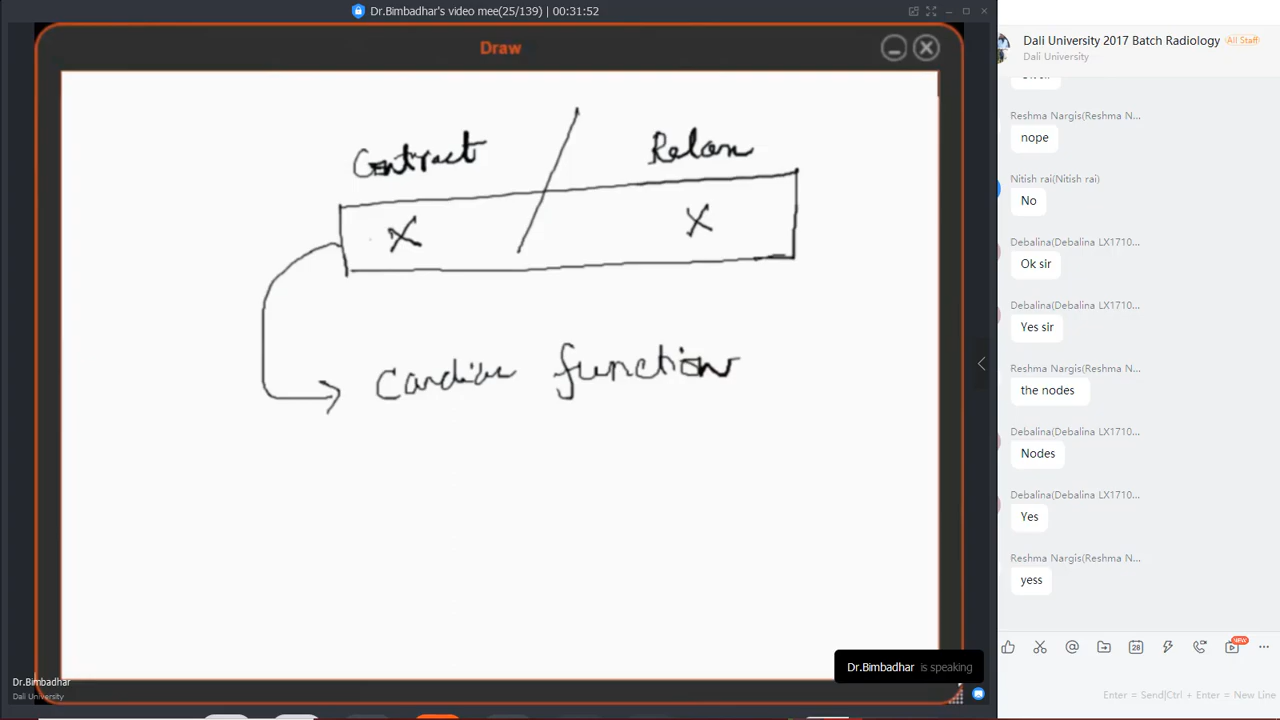 Dr.Bimbadhar's video mee(25/139) | 00:31:52
Draw
Contract Relax
X X
Cardiac function
Dr.Bimbadhar
Dali University
Dr.Bimbadhar is speaking
Dali University 2017 Batch Radiology All Staff
Dali University
Reshma Nargis(Reshma N...
nope
Nitish rai(Nitish rai)
No
Debalina(Debalina LX1710...
Ok sir
Debalina(Debalina LX1710...
Yes sir
Reshma Nargis(Reshma N...
the nodes
Debalina(Debalina LX1710...
Nodes
Debalina(Debalina LX1710...
Yes
Reshma Nargis(Reshma N...
yess
28
NEW
Enter = Send|Ctrl + Enter = New Line